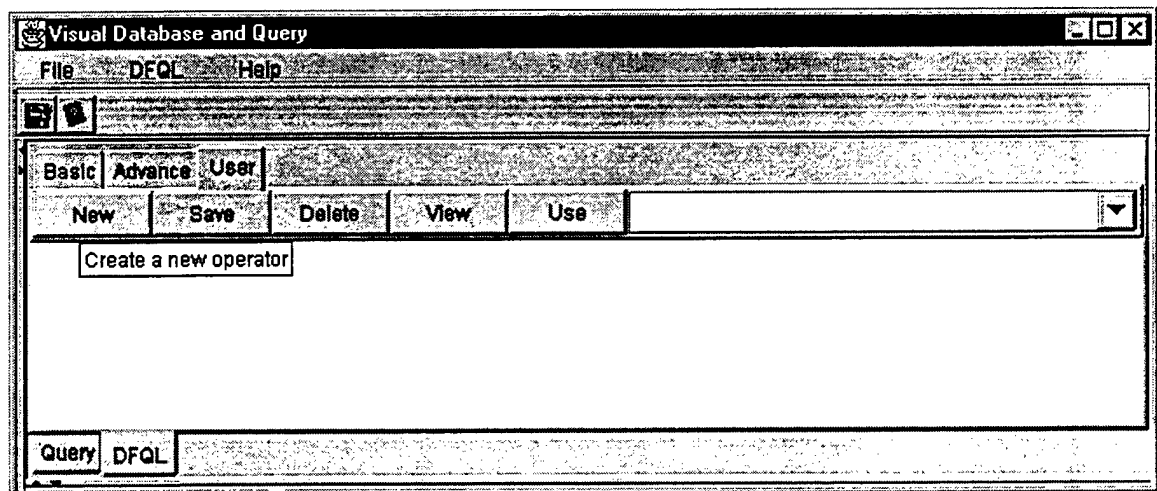 Visual Database and Query
File DFQL Help
Basic Advance User
New Save Delete View Use
Create a new operator
Query DFQL